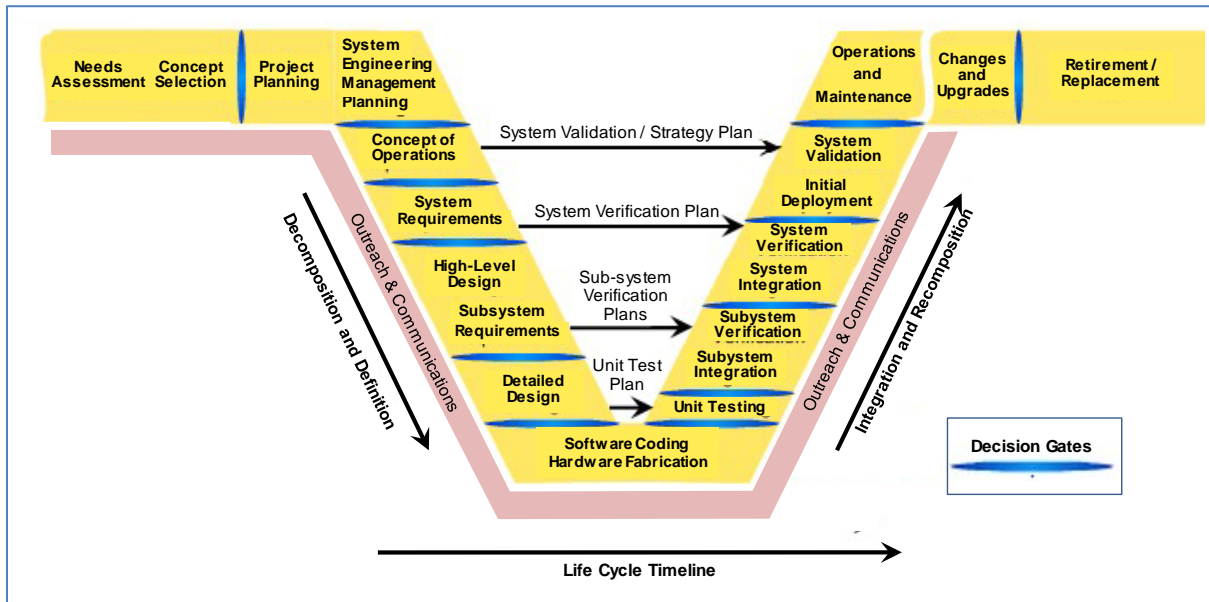 Needs
Assessment
Concept
Selection
Project
Planning
System
Engineering
Management
Planning
Concept of
Operations
System
Requirements
High-Level
Design
Subsystem
Requirements
Detailed
Design
Software Coding
Hardware Fabrication
Unit Testing
Subystem
Integration
Subystem
Verification
System
Integration
System
Verification
Initial
Deployment
System
Validation
Operations
and
Maintenance
Changes
and
Upgrades
Retirement /
Replacement
System Validation / Strategy Plan
System Verification Plan
Sub-system
Verification
Plans
Unit Test
Plan
Decomposition and Definition
Outreach & Communications
Outreach & Communications
Integration and Recomposition
Decision Gates
Life Cycle Timeline